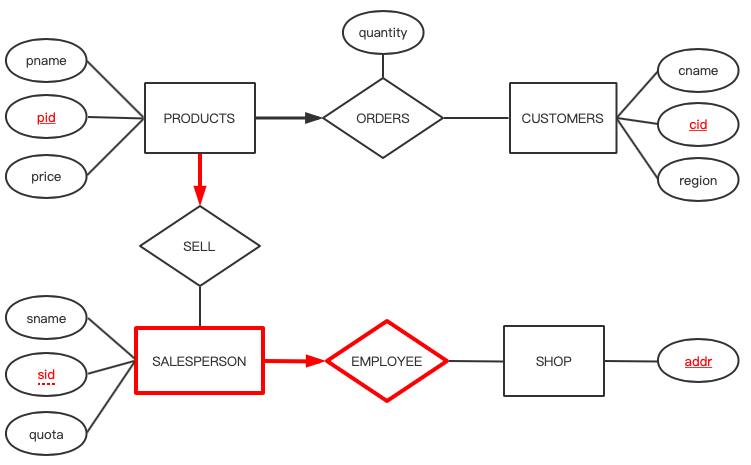 quantity
pname
cname
pid
PRODUCTS
ORDERS
CUSTOMERS
cid
price
region
SELL
sname
SALESPERSON
EMPLOYEE
SHOP
addr
sid
quota